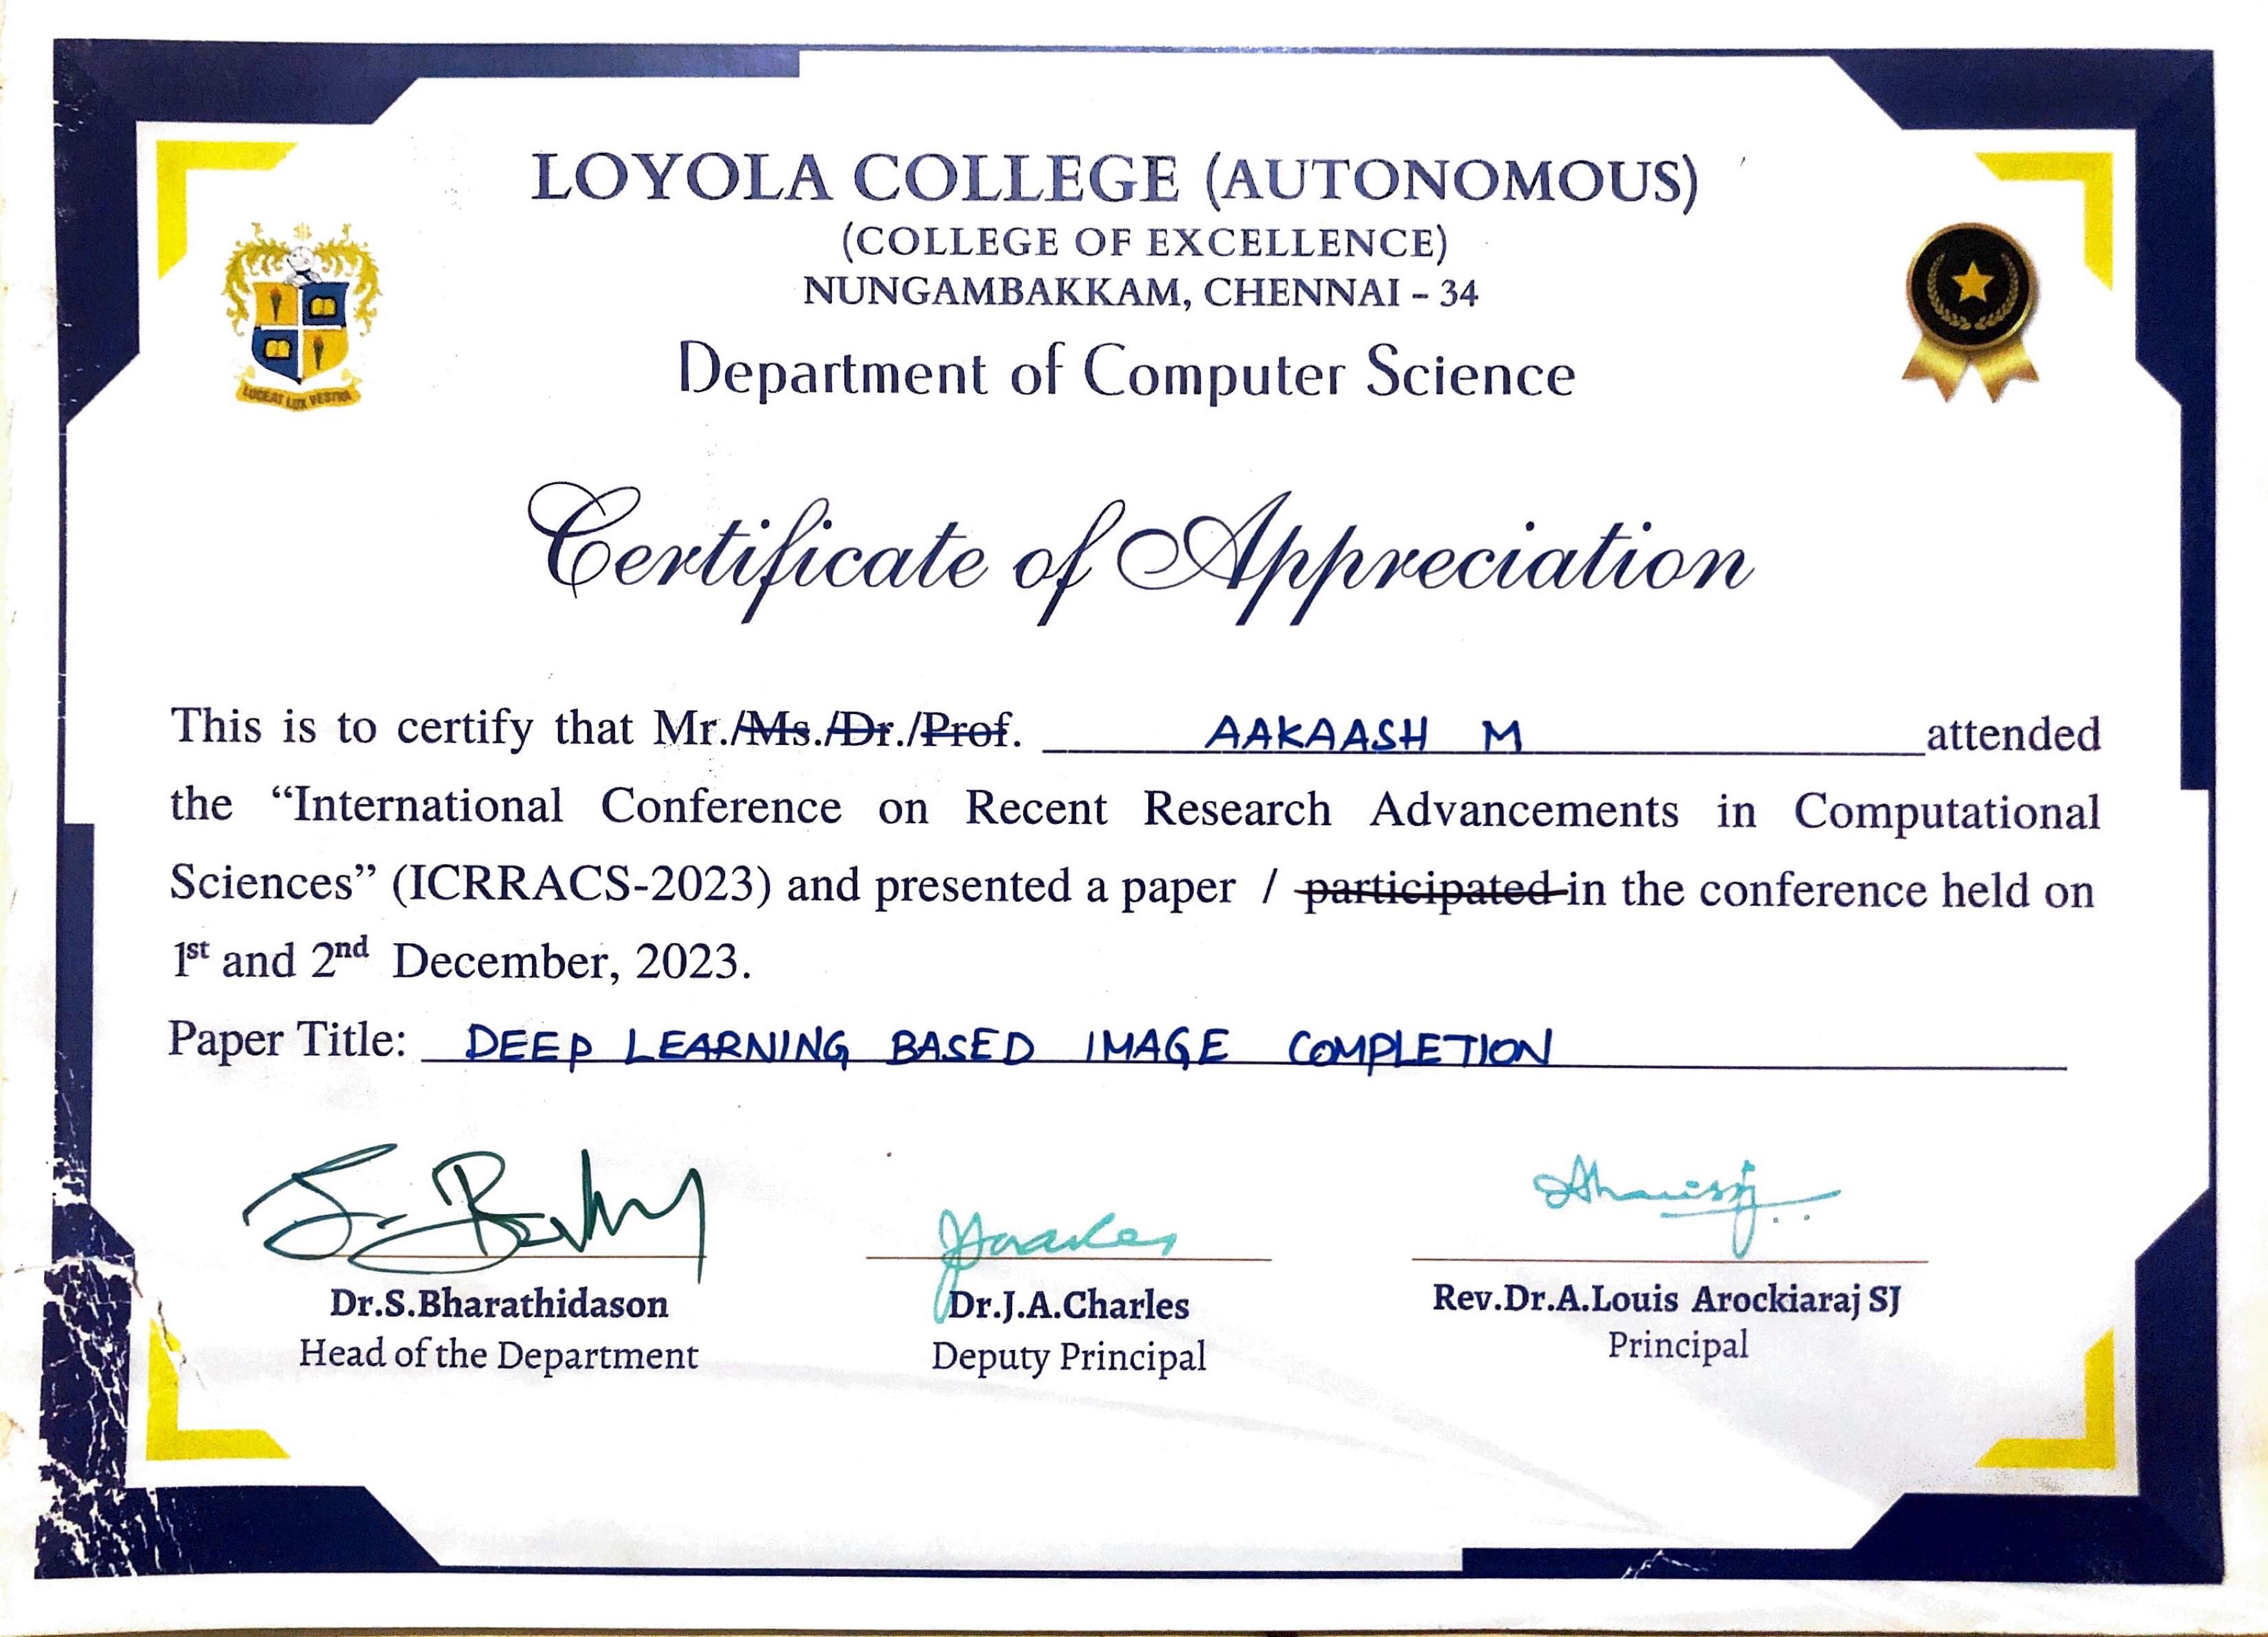 LOYOLA COLLEGE (AUTONOMOUS)
(COLLEGE OF EXCELLENCE)
NUNGAMBAKKAM, CHENNAI - 34
Department of Computer Science
LUCEAT LUX VESTRA
Certificate of Appreciation
This is to certify that Mr./Ms./Dr./Prof. AAKAASH M attended
the “International Conference on Recent Research Advancements in Computational
Sciences” (ICRRACS-2023) and presented a paper / participated in the conference held on
1st and 2nd December, 2023.
Paper Title: DEEP LEARNING BASED IMAGE COMPLETION
Dr.S.Bharathidason
Head of the Department
Dr.J.A.Charles
Deputy Principal
Rev.Dr.A.Louis Arockiaraj SJ
Principal